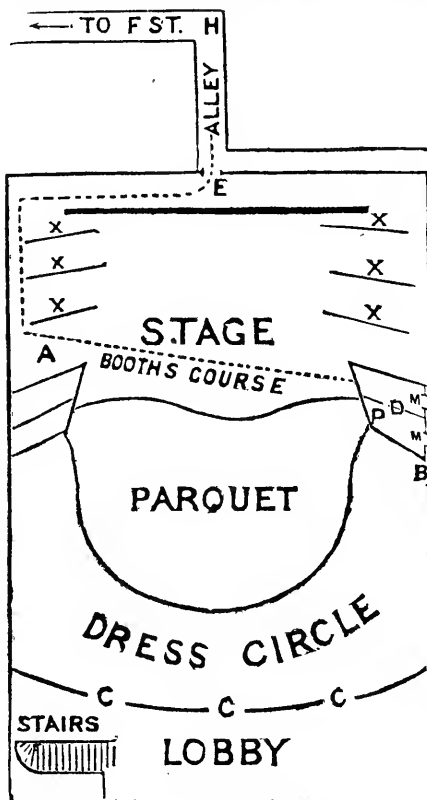 ← TO F ST. H
ALLEY
E
X X
X X
X X
STAGE
A
BOOTHS COURSE
M
P D
M
B
PARQUET
DRESS CIRCLE
C C C
STAIRS
LOBBY